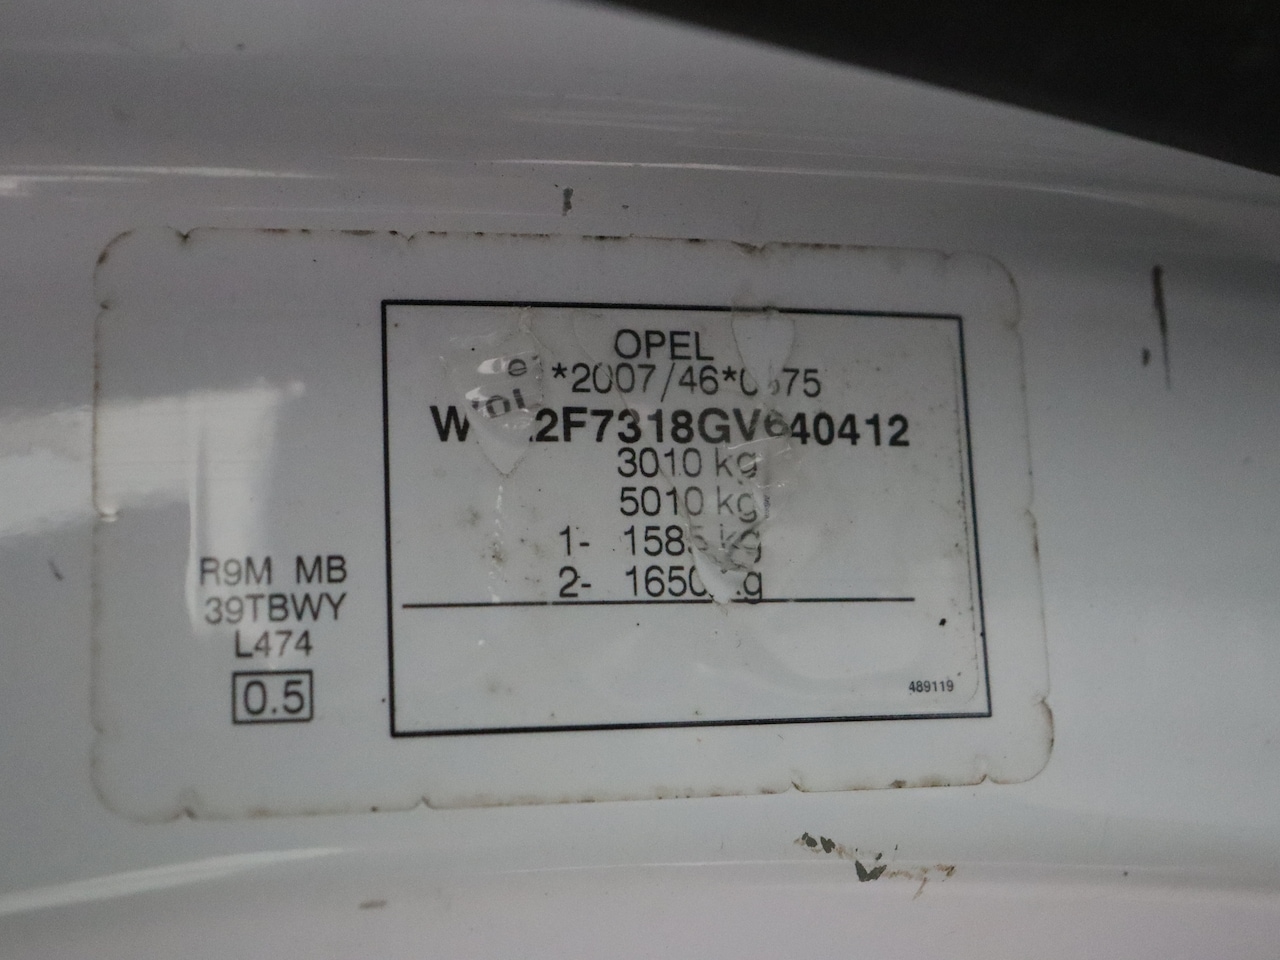 OPEL
*2007/46*
2F7318GV640412
3010 kg
5010 kg
1- 1585 kg
2- 1650 kg
R9M MB
39TBWY
L474
0.5
489119